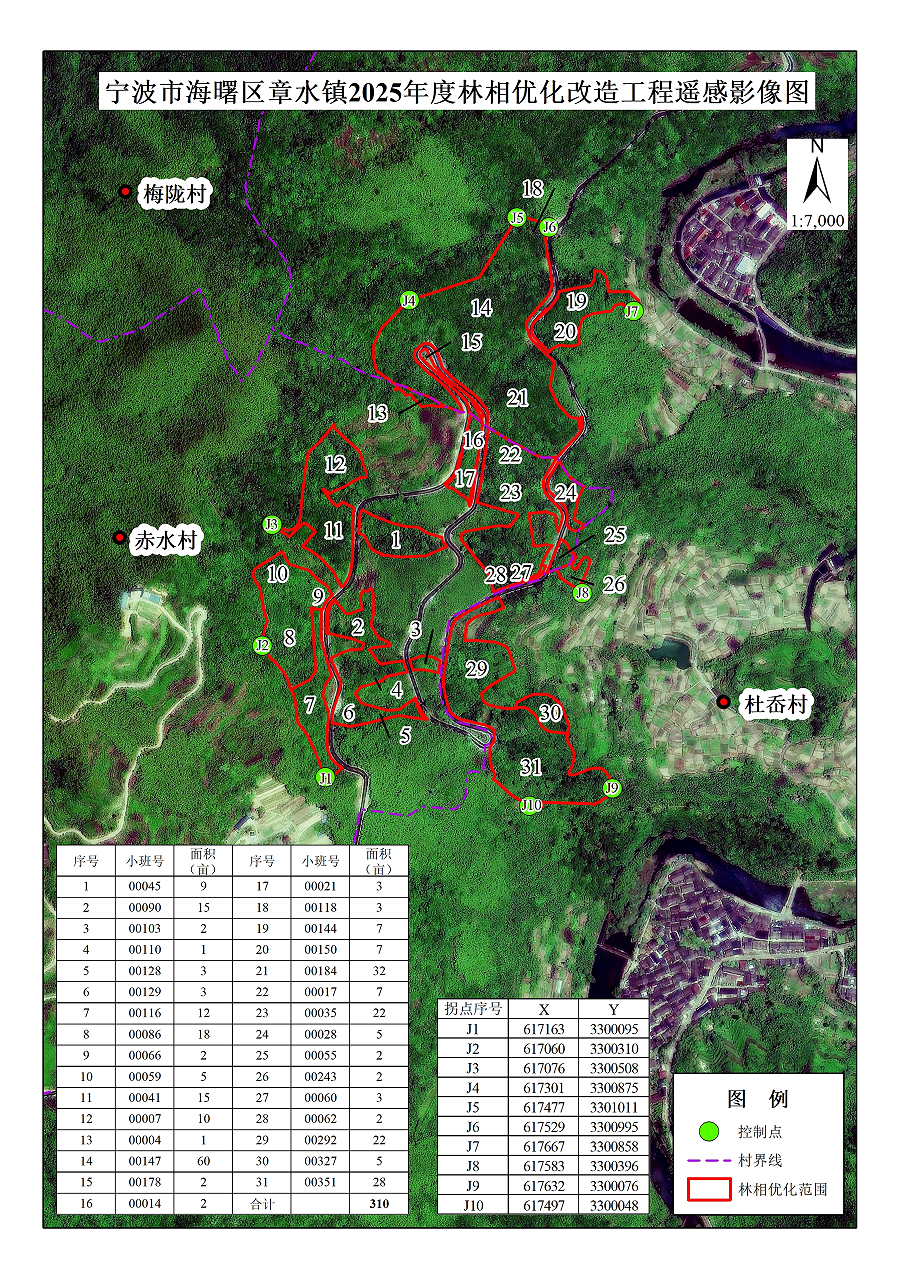 宁波市海曙区章水镇2025年度林相优化改造工程遥感影像图
N
1:7,000
梅陇村
18
J5
J6
19
J7
J4
14
20
15
21
13
16
22
12
17
23
24
J3
11
1
25
赤水村
10
28
27
26
J8
9
2
3
8
J2
29
4
7
6
杜岙村
30
5
31
J1
J9
J10
序号 小班号 面积（亩） 序号 小班号 面积（亩）
1 00045 9 17 00021 3
2 00090 15 18 00118 3
3 00103 2 19 00144 7
4 00110 1 20 00150 7
5 00128 3 21 00184 32
6 00129 3 22 00017 7
7 00116 12 23 00035 22
8 00086 18 24 00028 5
9 00066 2 25 00055 2
10 00059 5 26 00243 2
11 00041 15 27 00060 3
12 00007 10 28 00062 2
13 00004 1 29 00292 22
14 00147 60 30 00327 5
15 00178 2 31 00351 28
16 00014 2 合计 310
拐点序号 X Y
J1 617163 3300095
J2 617060 3300310
J3 617076 3300508
J4 617301 3300875
J5 617477 3301011
J6 617529 3300995
J7 617667 3300858
J8 617583 3300396
J9 617632 3300076
J10 617497 3300048
图 例
控制点
村界线
林相优化范围